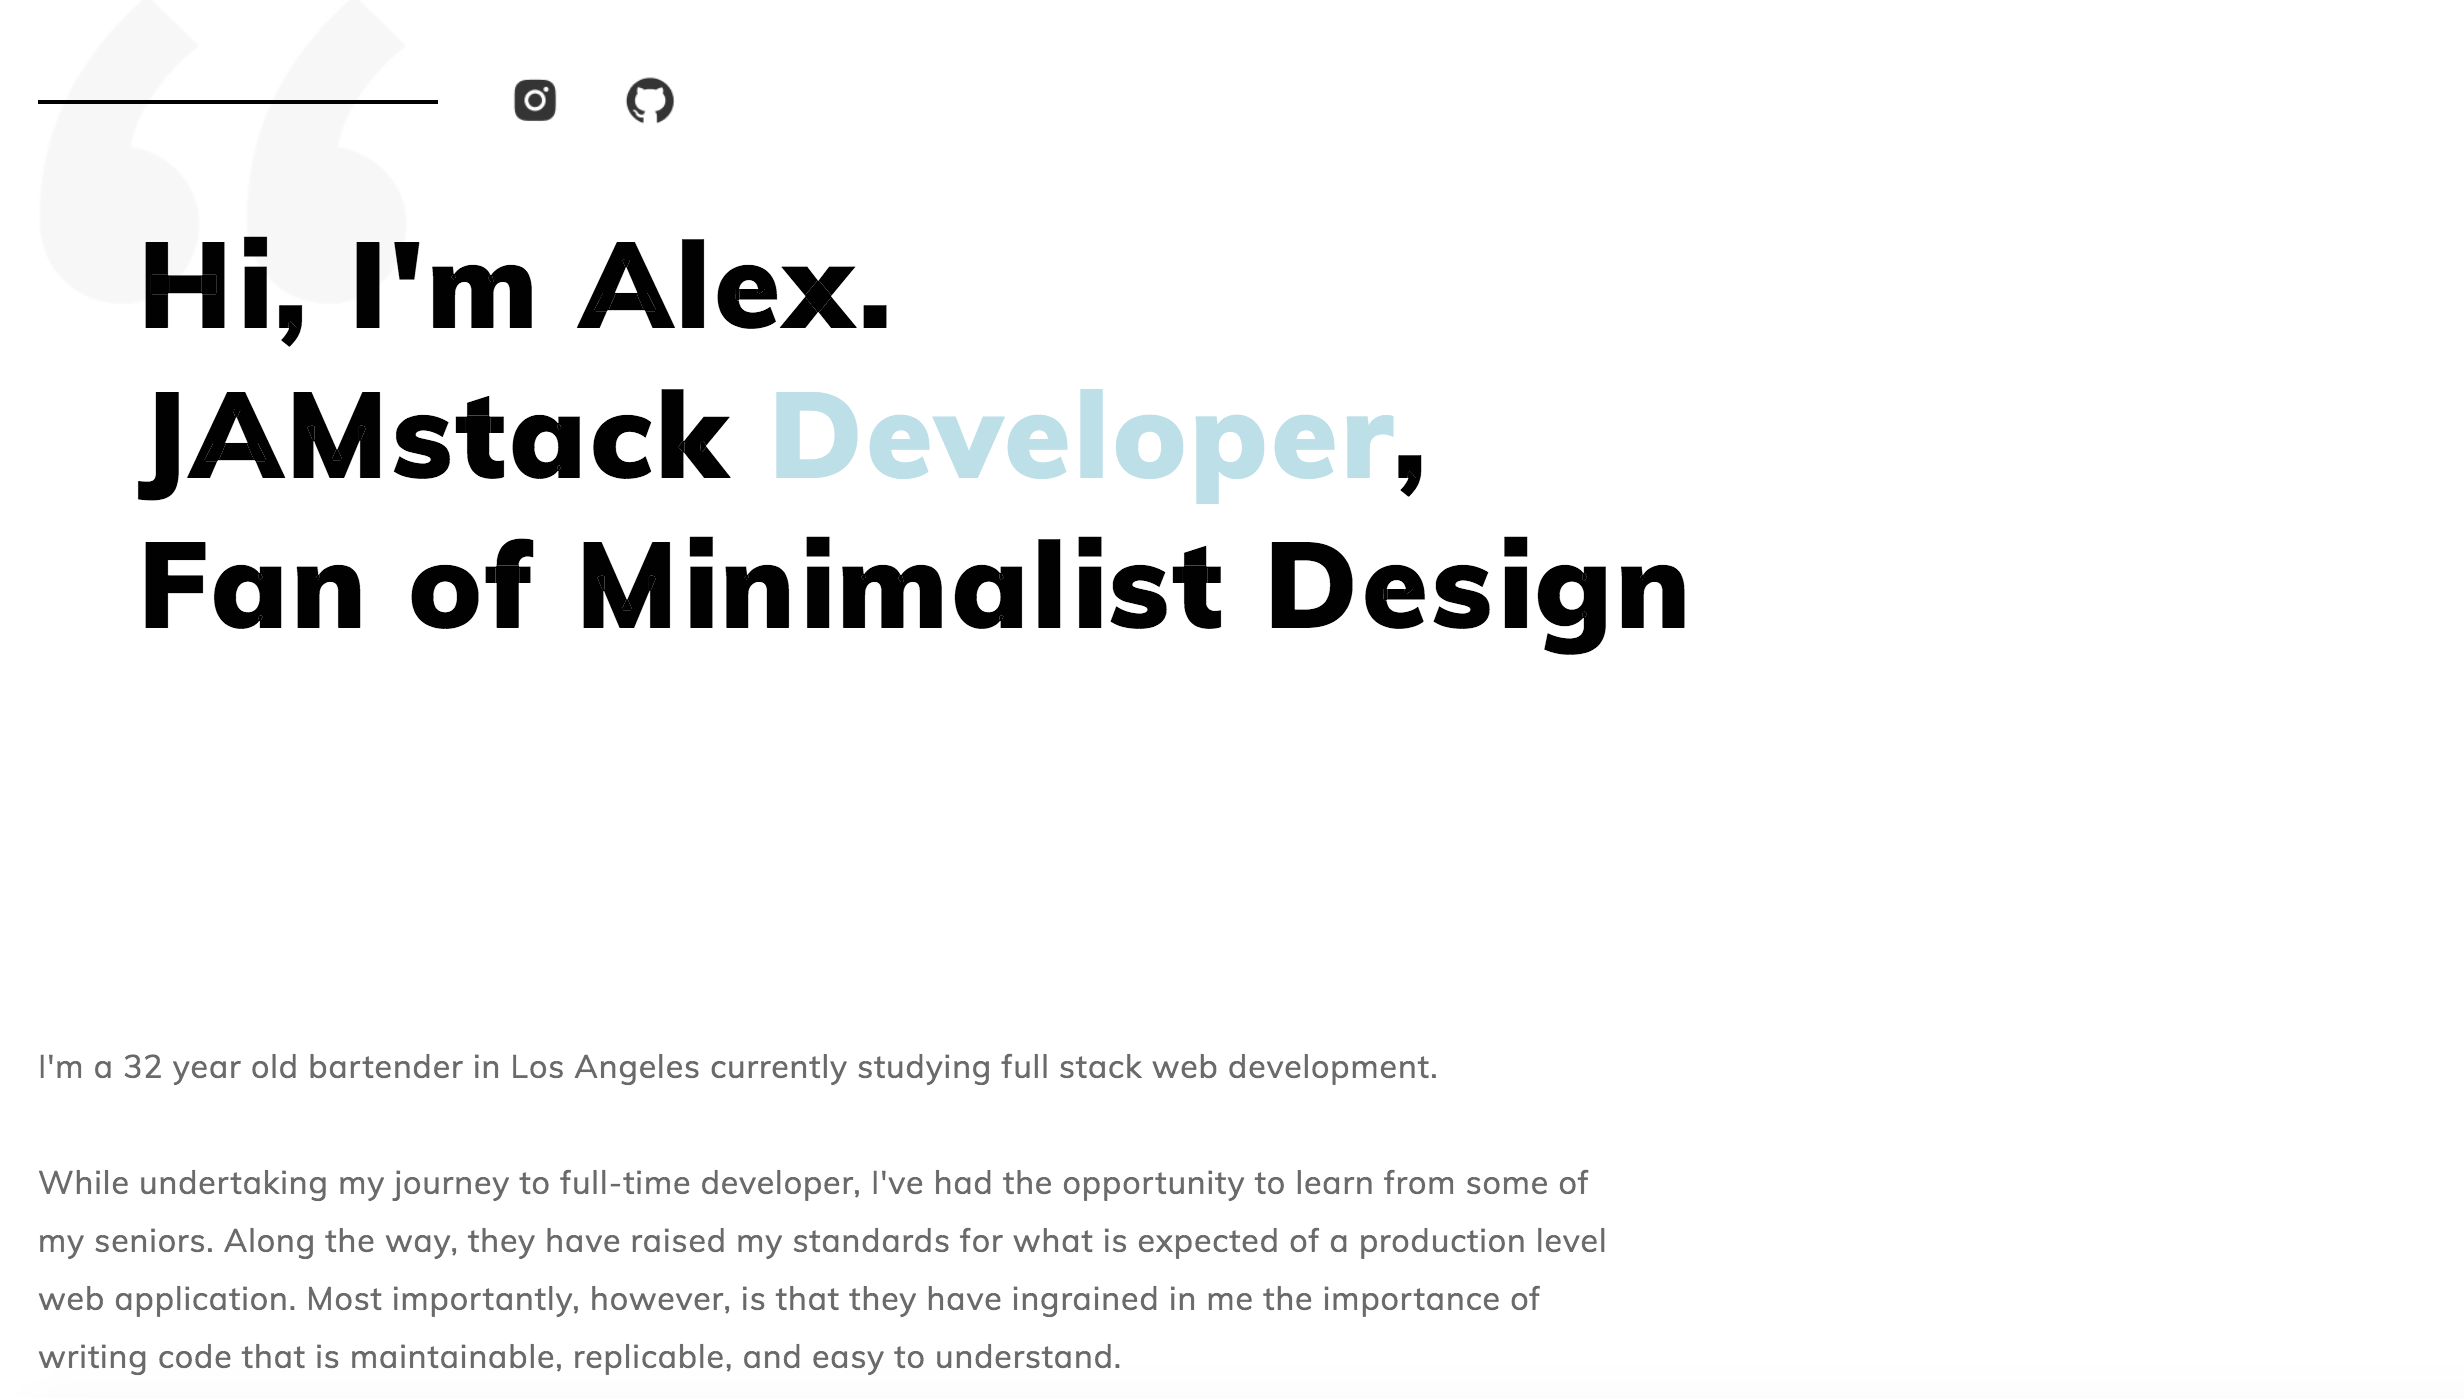 Hi, I'm Alex.
JAMstack Developer,
Fan of Minimalist Design
I'm a 32 year old bartender in Los Angeles currently studying full stack web development.
While undertaking my journey to full-time developer, I've had the opportunity to learn from some of
my seniors. Along the way, they have raised my standards for what is expected of a production level
web application. Most importantly, however, is that they have ingrained in me the importance of
writing code that is maintainable, replicable, and easy to understand.